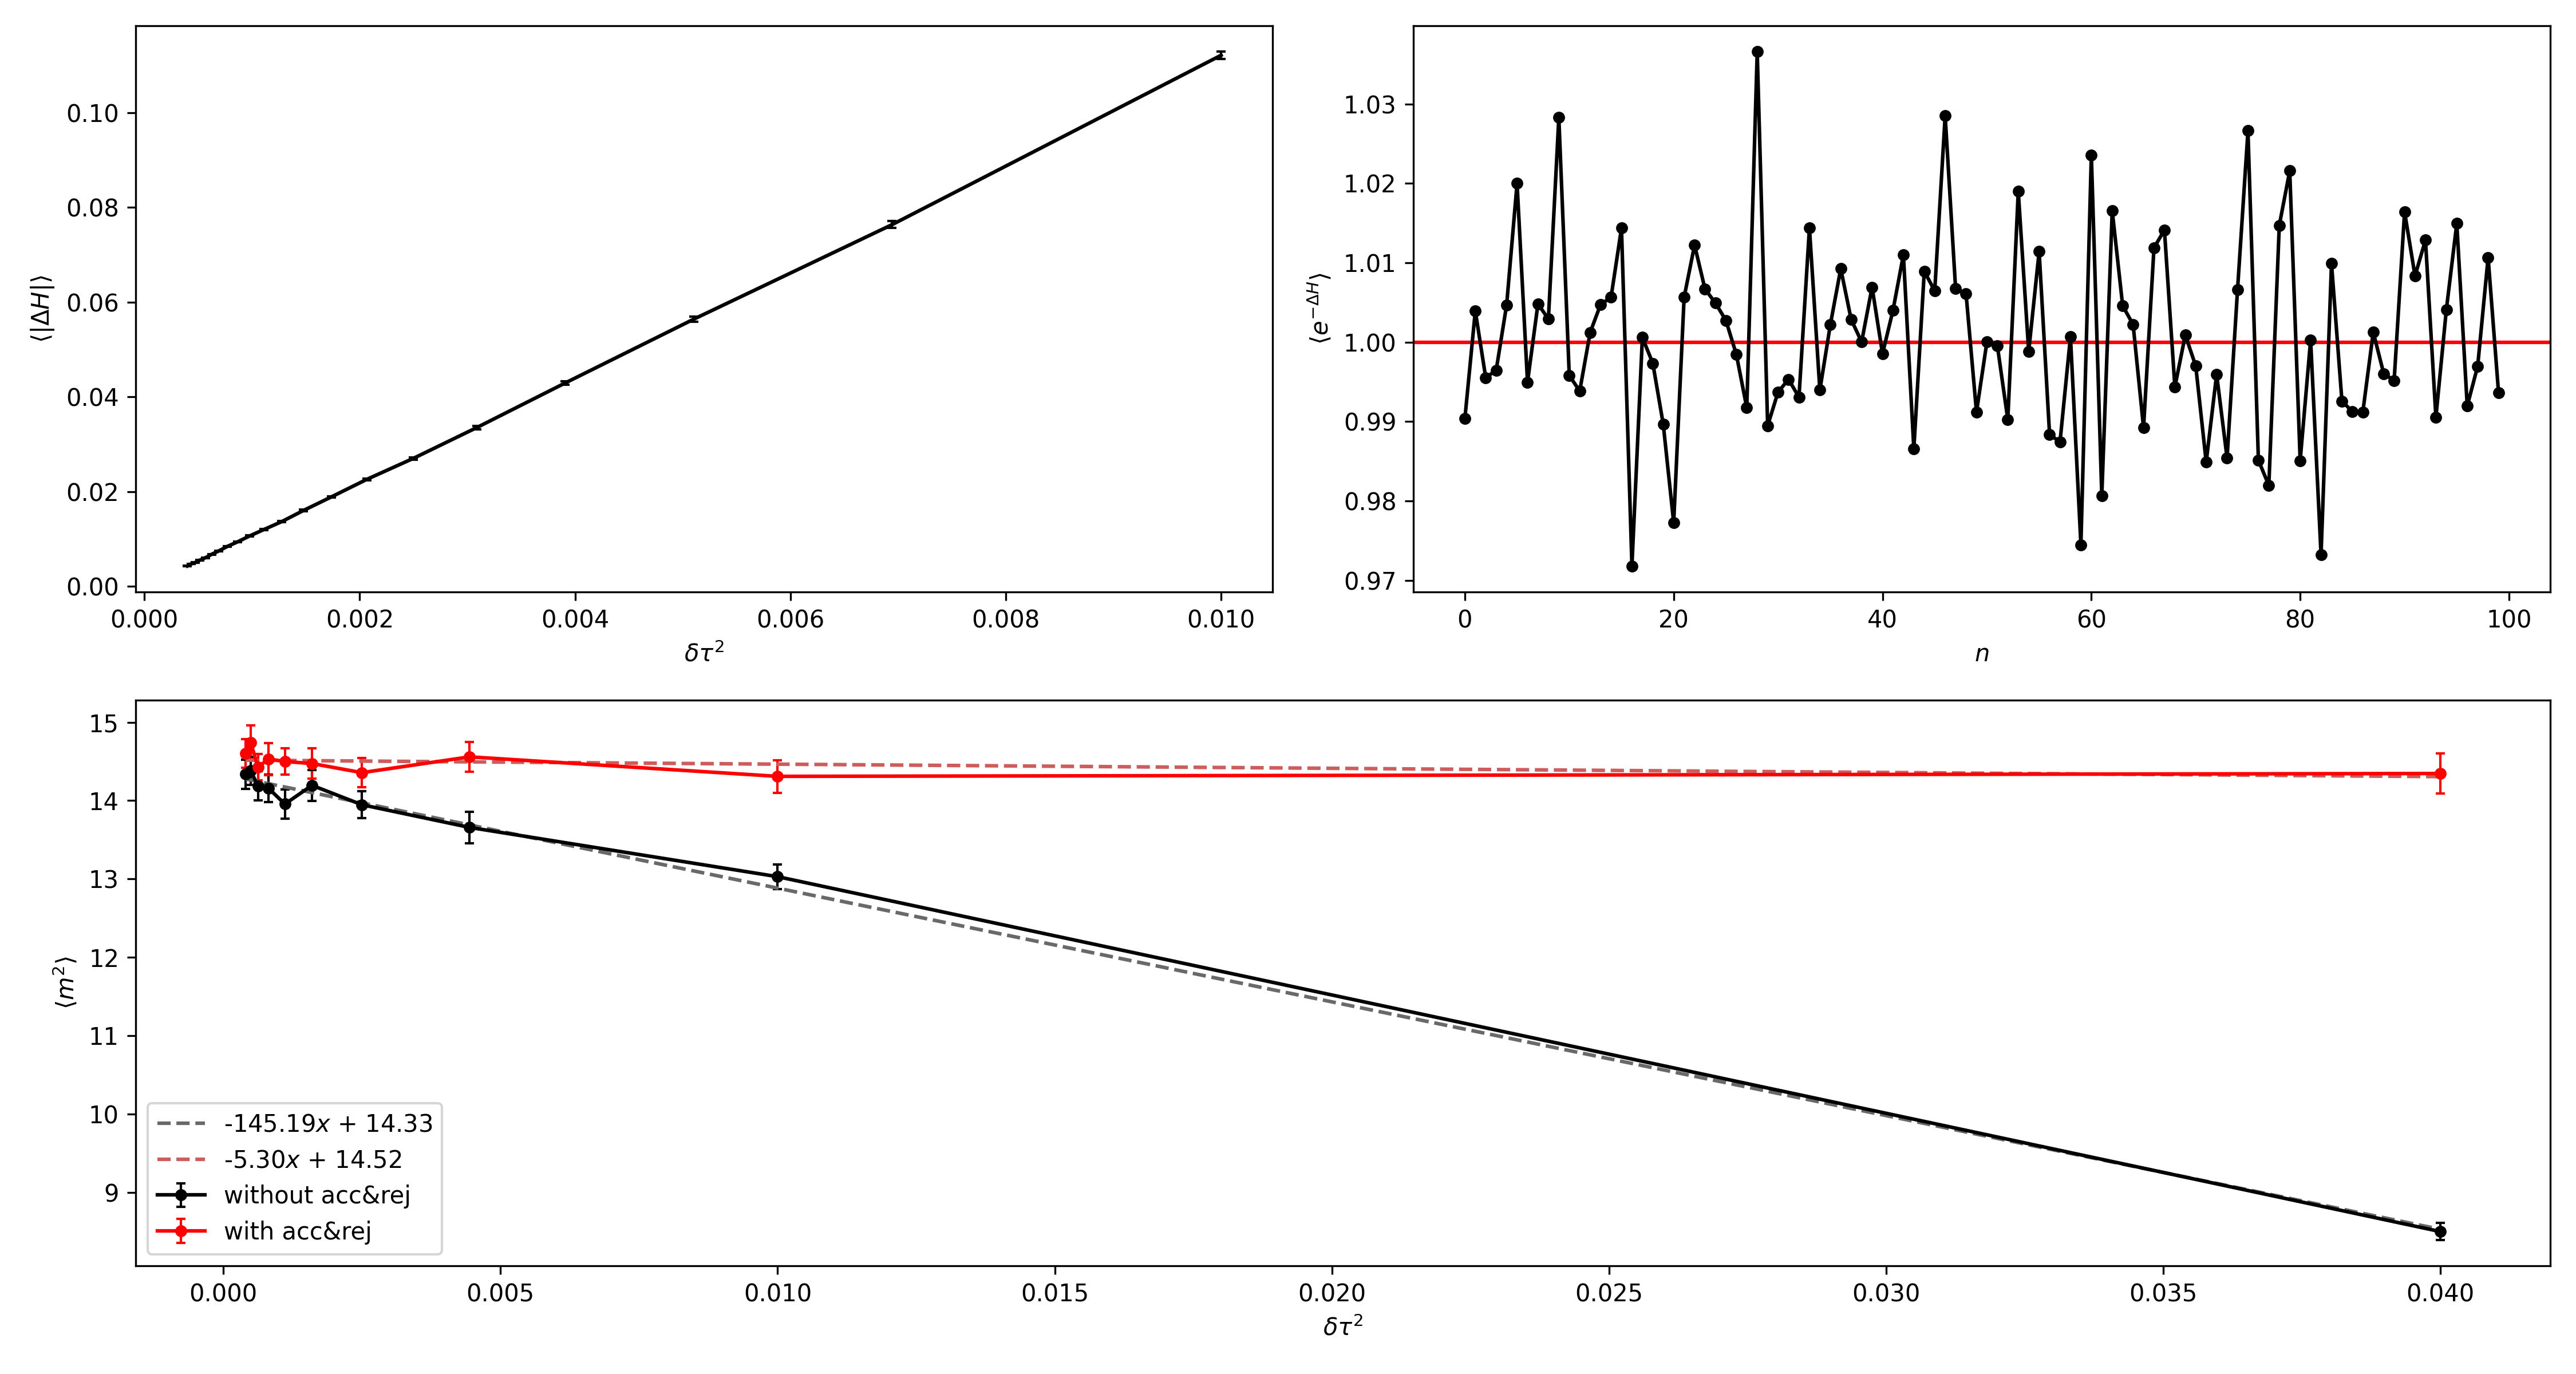 ⟨|ΔH|⟩
0.10
0.08
0.06
0.04
0.02
0.00
0.000 0.002 0.004 0.006 0.008 0.010
δτ²
⟨e^{−ΔH}⟩
1.03
1.02
1.01
1.00
0.99
0.98
0.97
0 20 40 60 80 100
n
⟨m²⟩
15
14
13
12
11
10
9
-145.19x + 14.33
-5.30x + 14.52
without acc&rej
with acc&rej
0.000 0.005 0.010 0.015 0.020 0.025 0.030 0.035 0.040
δτ²